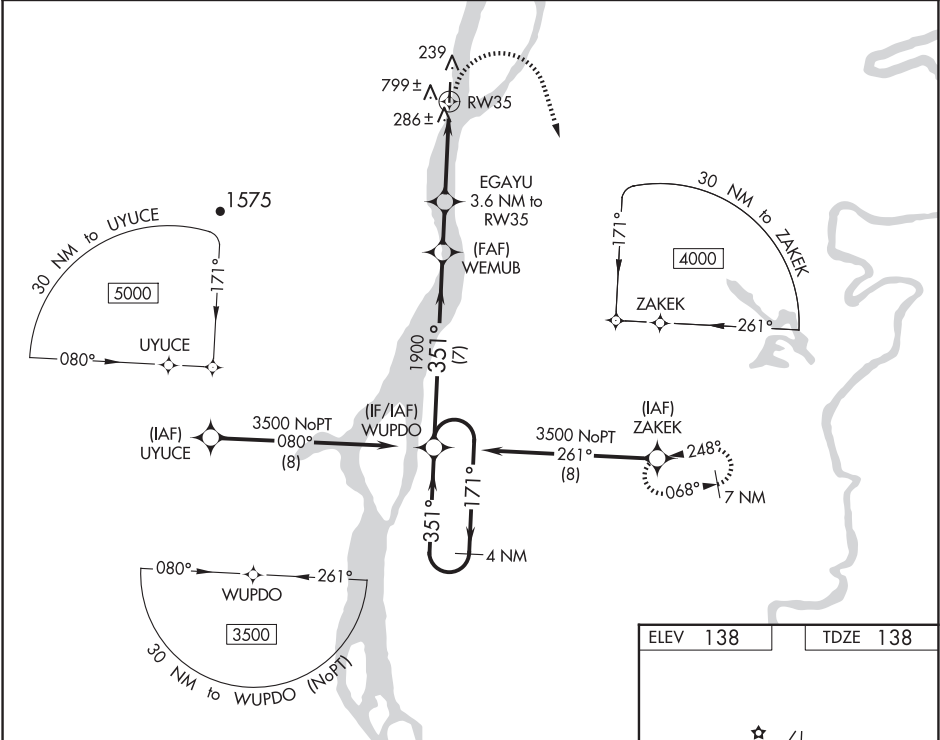 239
799±
RW35
286±
EGAYU
3.6 NM to
RW35
(FAF)
WEMUB
1575
30 NM to UYUCE
5000
171°
UYUCE
080°
30 NM to ZAKEK
171°
4000
ZAKEK
261°
1900
351°
(7)
(IF/IAF)
WUPDO
(IAF)
UYUCE
3500 NoPT
080°
(8)
3500 NoPT
261°
(8)
(IAF)
ZAKEK
248°
068°
7 NM
351°
171°
4 NM
080°
261°
WUPDO
3500
30 NM to WUPDO (NoPT)
ELEV 138
TDZE 138